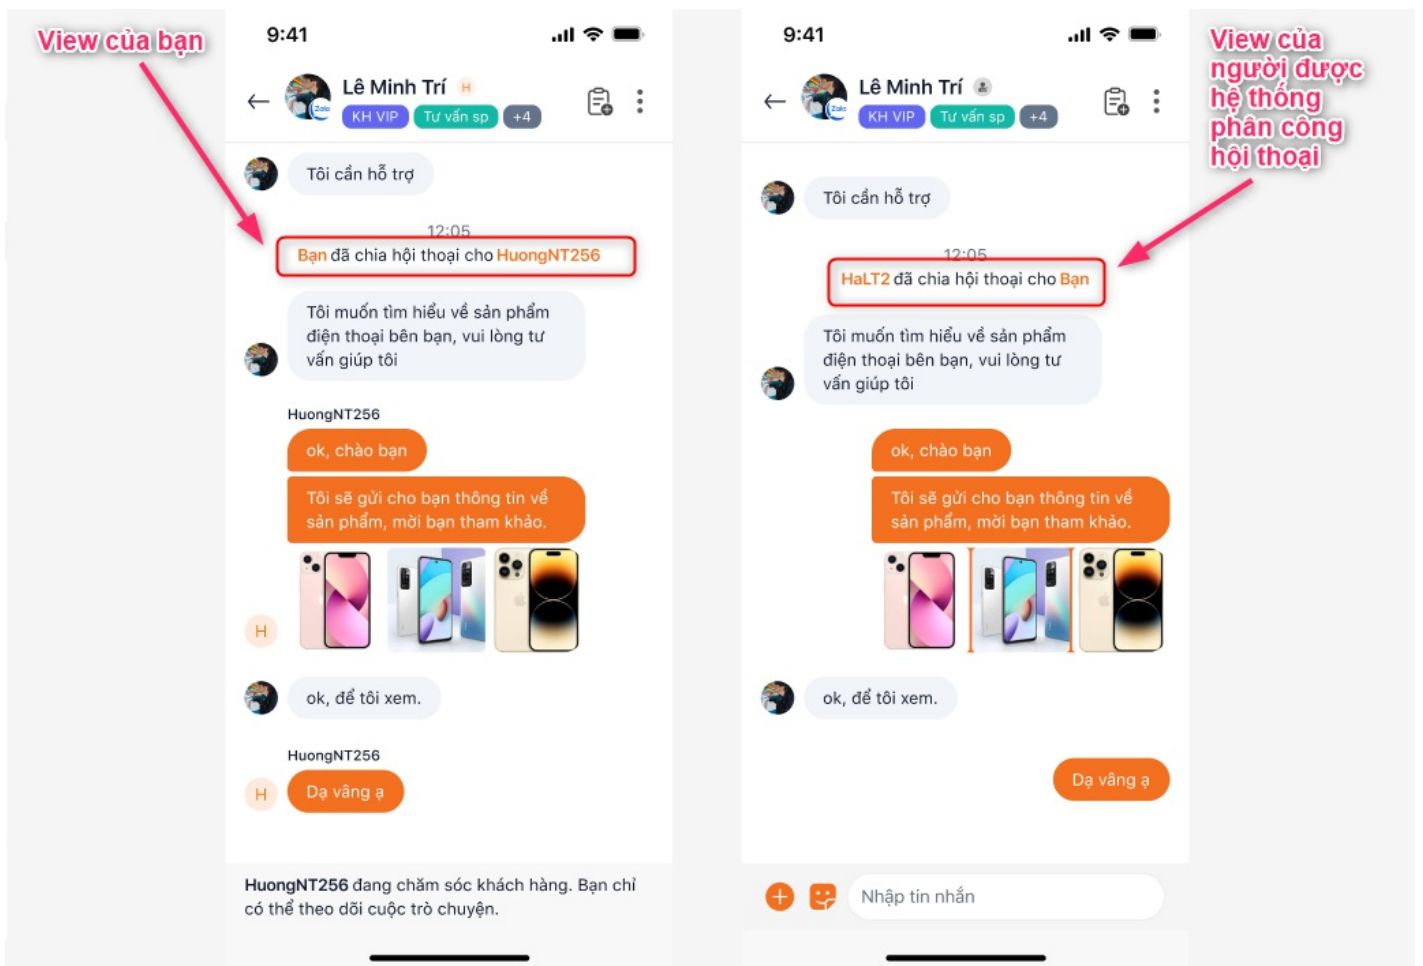 View của bạn
9:41
Lê Minh Trí H
Zalo
KH VIP Tư vấn sp +4
Tôi cần hỗ trợ
12:05
Bạn đã chia hội thoại cho HuongNT256
Tôi muốn tìm hiểu về sản phẩm
điện thoại bên bạn, vui lòng tư
vấn giúp tôi
HuongNT256
ok, chào bạn
Tôi sẽ gửi cho bạn thông tin về
sản phẩm, mời bạn tham khảo.
H
ok, để tôi xem.
HuongNT256
H
Dạ vâng ạ
HuongNT256 đang chăm sóc khách hàng. Bạn chỉ
có thể theo dõi cuộc trò chuyện.
9:41
Lê Minh Trí
Zalo
KH VIP Tư vấn sp +4
Tôi cần hỗ trợ
12:05
HaLT2 đã chia hội thoại cho Bạn
Tôi muốn tìm hiểu về sản phẩm
điện thoại bên bạn, vui lòng tư
vấn giúp tôi
ok, chào bạn
Tôi sẽ gửi cho bạn thông tin về
sản phẩm, mời bạn tham khảo.
ok, để tôi xem.
Dạ vâng ạ
Nhập tin nhắn
View của
người được
hệ thống
phân công
hội thoại